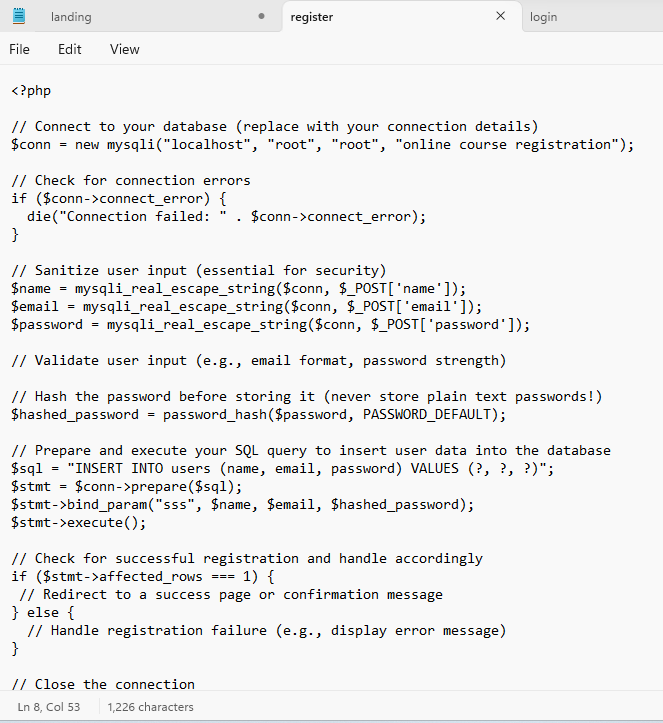 landing
register
login
File Edit View
<?php
// Connect to your database (replace with your connection details)
$conn = new mysqli("localhost", "root", "root", "online course registration");
// Check for connection errors
if ($conn->connect_error) {
  die("Connection failed: " . $conn->connect_error);
}
// Sanitize user input (essential for security)
$name = mysqli_real_escape_string($conn, $_POST['name']);
$email = mysqli_real_escape_string($conn, $_POST['email']);
$password = mysqli_real_escape_string($conn, $_POST['password']);
// Validate user input (e.g., email format, password strength)
// Hash the password before storing it (never store plain text passwords!)
$hashed_password = password_hash($password, PASSWORD_DEFAULT);
// Prepare and execute your SQL query to insert user data into the database
$sql = "INSERT INTO users (name, email, password) VALUES (?, ?, ?)";
$stmt = $conn->prepare($sql);
$stmt->bind_param("sss", $name, $email, $hashed_password);
$stmt->execute();
// Check for successful registration and handle accordingly
if ($stmt->affected_rows === 1) {
 // Redirect to a success page or confirmation message
} else {
  // Handle registration failure (e.g., display error message)
}
// Close the connection
Ln 8, Col 53 1,226 characters